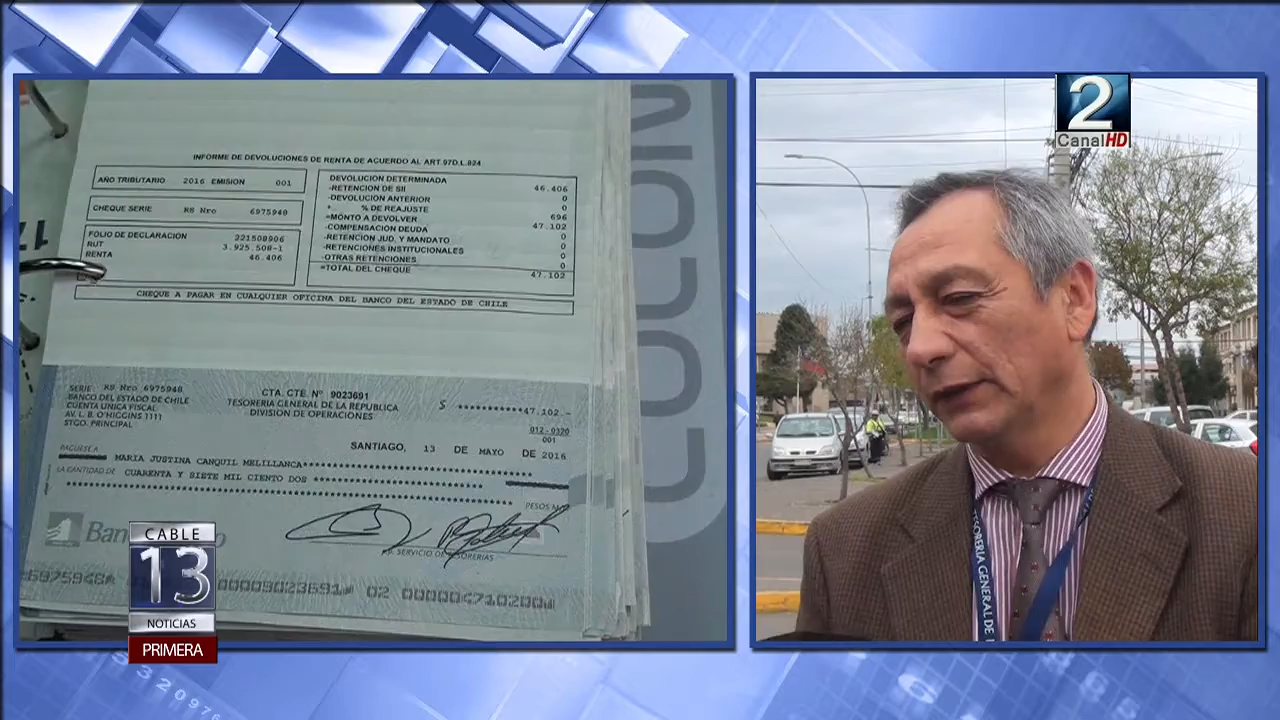 INFORME DE DEVOLUCIONES DE RENTA DE ACUERDO AL ART.97D.L.824
AÑO TRIBUTARIO 2016 EMISION 001
CHEQUE SERIE K8 Nro 6975948
FOLIO DE DECLARACION 221508906
RUT 3.925.508-1
RENTA 46.406
DEVOLUCION DETERMINADA 46.406
-RETENCION DE SII 0
-DEVOLUCION ANTERIOR 0
+ % DE REAJUSTE 696
=MONTO A DEVOLVER 47.102
-COMPENSACION DEUDA 0
-RETENCION JUD. Y MANDATO 0
-RETENCIONES INSTITUCIONALES 0
-OTRAS RETENCIONES 0
=TOTAL DEL CHEQUE 47.102
CHEQUE A PAGAR EN CUALQUIER OFICINA DEL BANCO DEL ESTADO DE CHILE
SERIE: K8 Nro 6975948
BANCO DEL ESTADO DE CHILE
CUENTA UNICA FISCAL
AV. L. B. O'HIGGINS 1111
STGO. PRINCIPAL
CTA. CTE. Nº 9023691
TESORERIA GENERAL DE LA REPUBLICA
DIVISION DE OPERACIONES
$ **********47.102.-
012-0320
001
SANTIAGO, 13 DE MAYO DE 2016
PAGUESE A
MARIA JUSTINA CANQUIL MELILLANCA
LA CANTIDAD DE CUARENTA Y SIETE MIL CIENTO DOS
PESOS
P.P. SERVICIO DE TESORERIAS
COLON
17
CABLE
13
NOTICIAS
PRIMERA
2
CanalHD
TESORERIA GENERAL DE